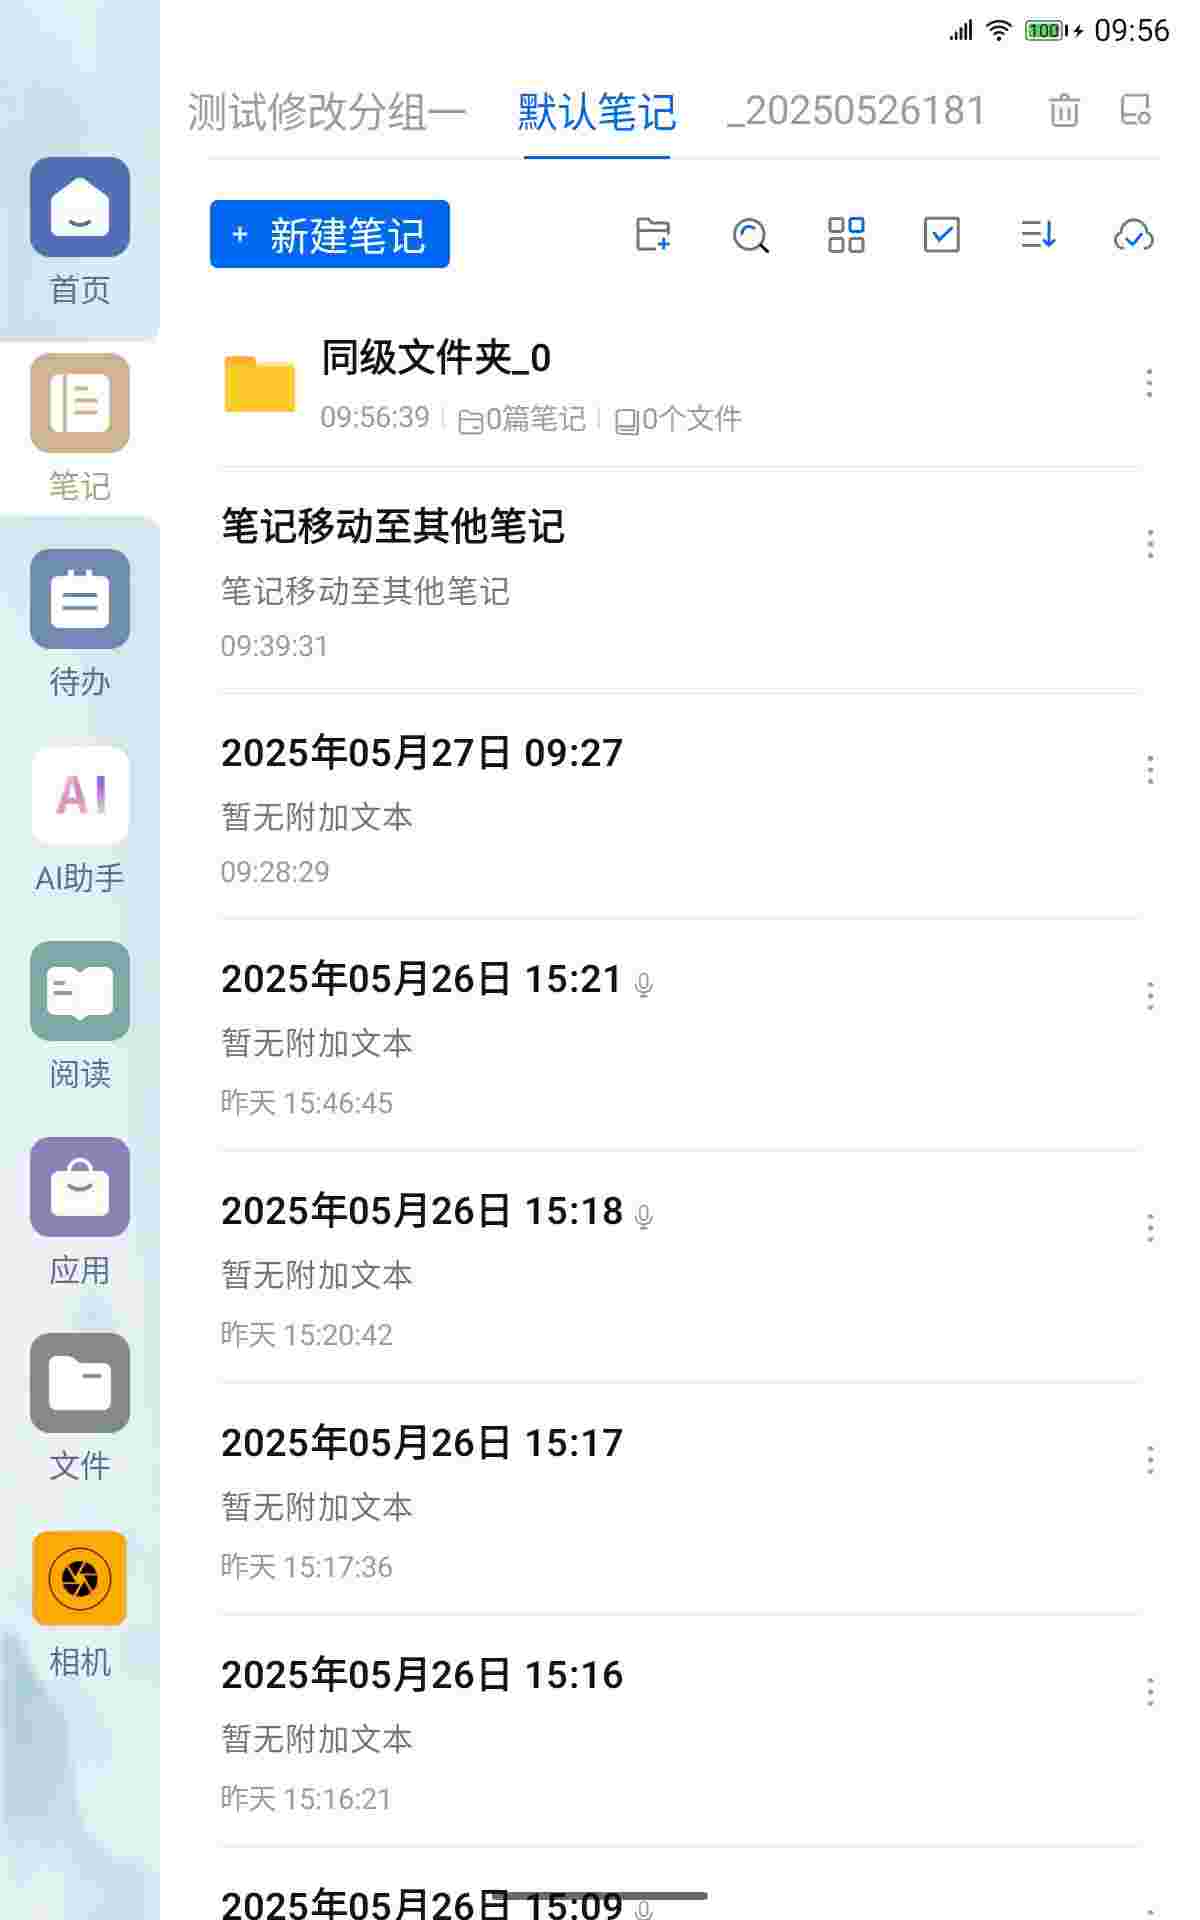 100 09:56
测试修改分组一 默认笔记 _20250526181
+ 新建笔记
首页
笔记
待办
AI
AI助手
阅读
应用
文件
相机
同级文件夹_0
09:56:39 0篇笔记 0个文件
笔记移动至其他笔记
笔记移动至其他笔记
09:39:31
2025年05月27日 09:27
暂无附加文本
09:28:29
2025年05月26日 15:21
暂无附加文本
昨天 15:46:45
2025年05月26日 15:18
暂无附加文本
昨天 15:20:42
2025年05月26日 15:17
暂无附加文本
昨天 15:17:36
2025年05月26日 15:16
暂无附加文本
昨天 15:16:21
2025年05月26日 15:09